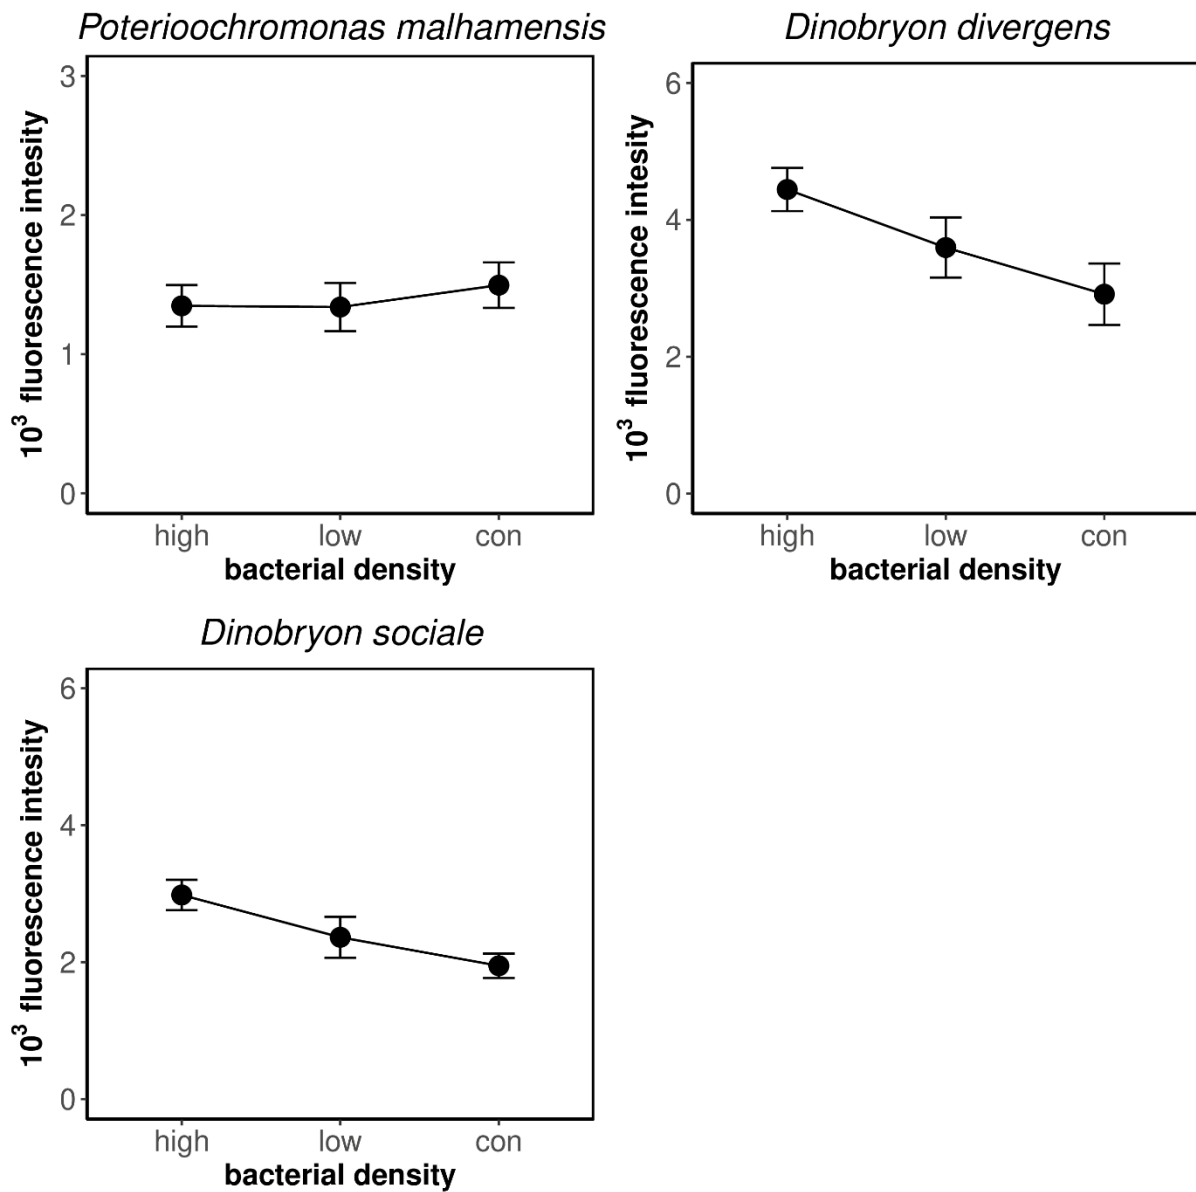 Poterioochromonas malhamensis
10³ fluorescence intesity
3
2
1
0
high low con
bacterial density
Dinobryon divergens
10³ fluorescence intesity
6
4
2
0
high low con
bacterial density
Dinobryon sociale
10³ fluorescence intesity
6
4
2
0
high low con
bacterial density